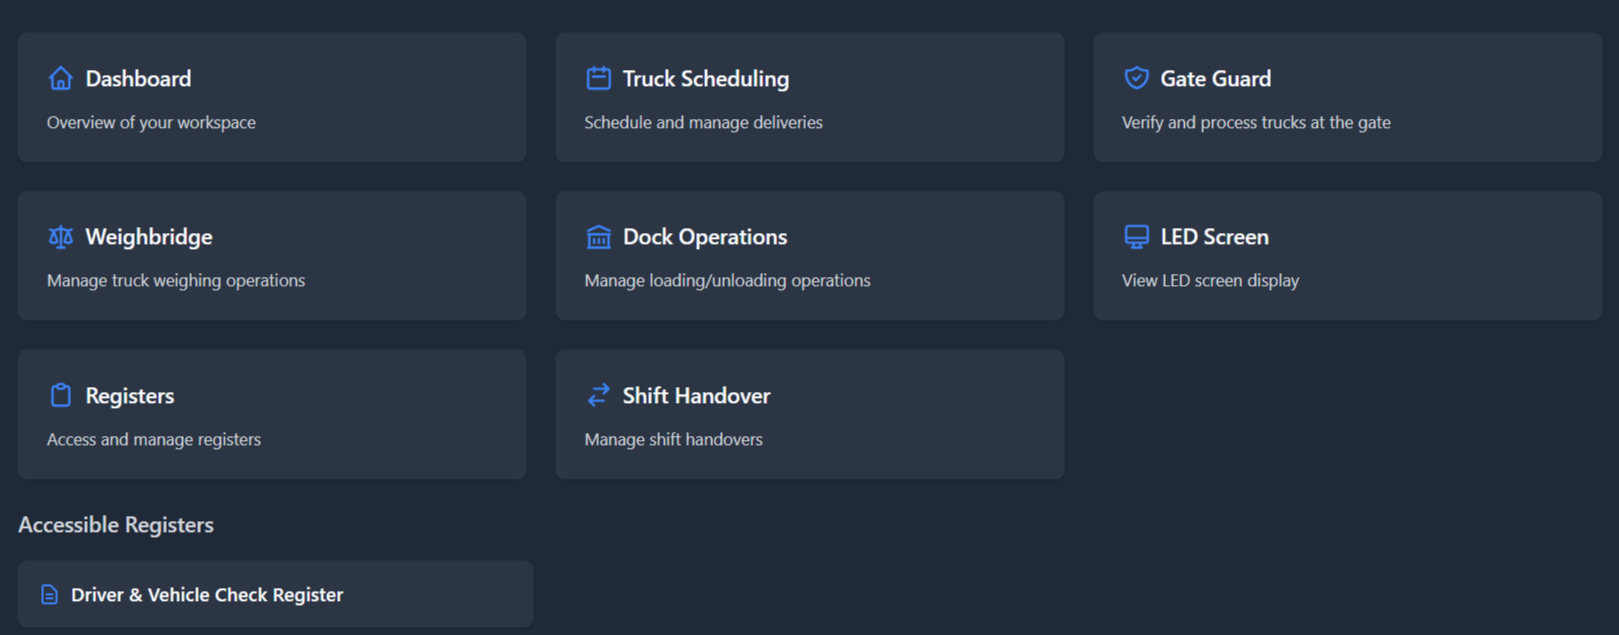 Dashboard
Overview of your workspace
Truck Scheduling
Schedule and manage deliveries
Gate Guard
Verify and process trucks at the gate
Weighbridge
Manage truck weighing operations
Dock Operations
Manage loading/unloading operations
LED Screen
View LED screen display
Registers
Access and manage registers
Shift Handover
Manage shift handovers
Accessible Registers
Driver & Vehicle Check Register